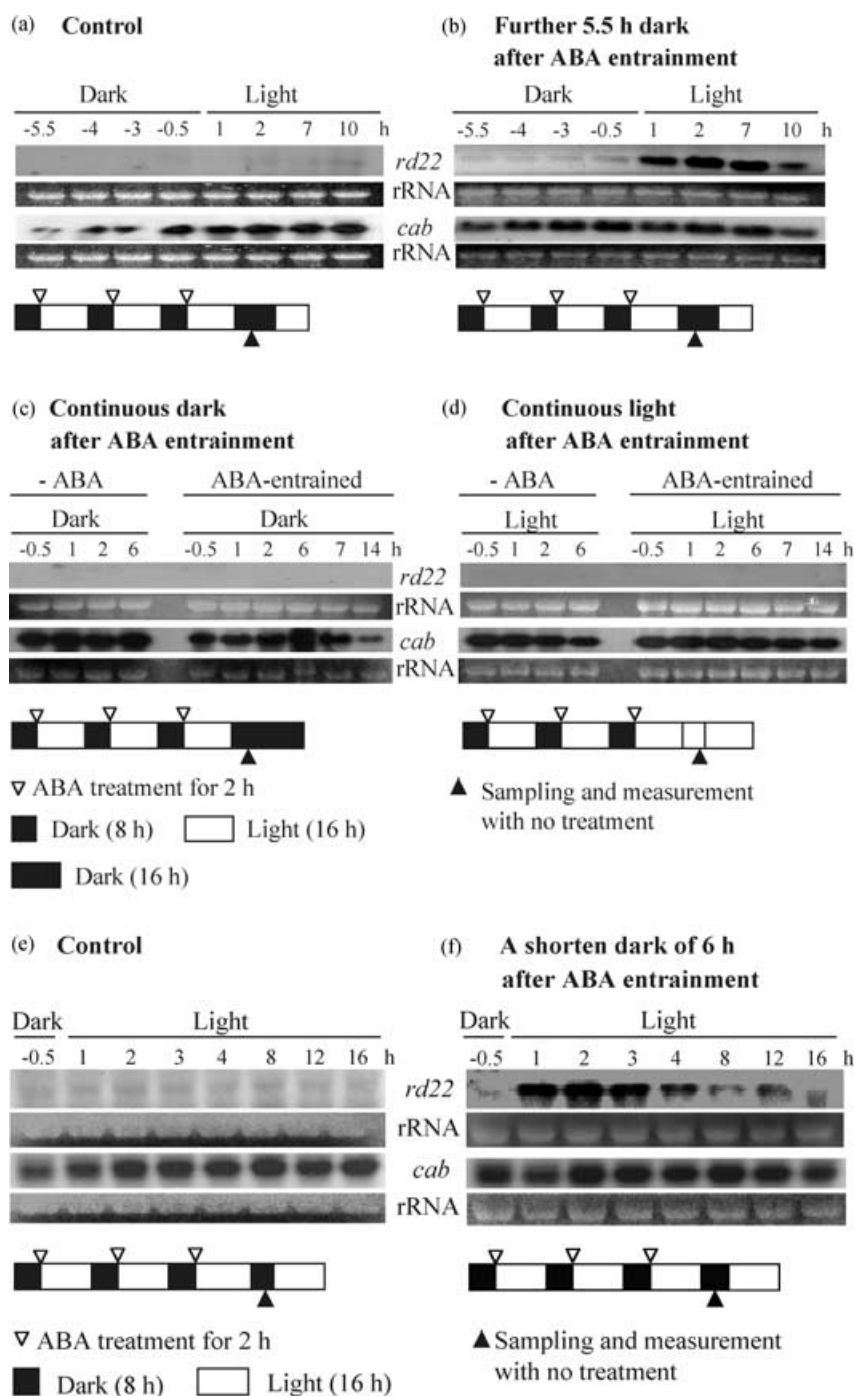 (a) Control
Dark Light
-5.5 -4 -3 -0.5 1 2 7 10 h
rd22
rRNA
cab
rRNA
(b) Further 5.5 h dark
after ABA entrainment
Dark Light
-5.5 -4 -3 -0.5 1 2 7 10 h
(c) Continuous dark
after ABA entrainment
- ABA ABA-entrained
Dark Dark
-0.5 1 2 6 -0.5 1 2 6 7 14 h
rd22
rRNA
cab
rRNA
(d) Continuous light
after ABA entrainment
- ABA ABA-entrained
Light Light
-0.5 1 2 6 -0.5 1 2 6 7 14 h
▽ ABA treatment for 2 h
Dark (8 h) Light (16 h)
Dark (16 h)
▲ Sampling and measurement
with no treatment
(e) Control
Dark Light
-0.5 1 2 3 4 8 12 16 h
rd22
rRNA
cab
rRNA
(f) A shorten dark of 6 h
after ABA entrainment
Dark Light
-0.5 1 2 3 4 8 12 16 h
▽ ABA treatment for 2 h
Dark (8 h) Light (16 h)
▲ Sampling and measurement
with no treatment